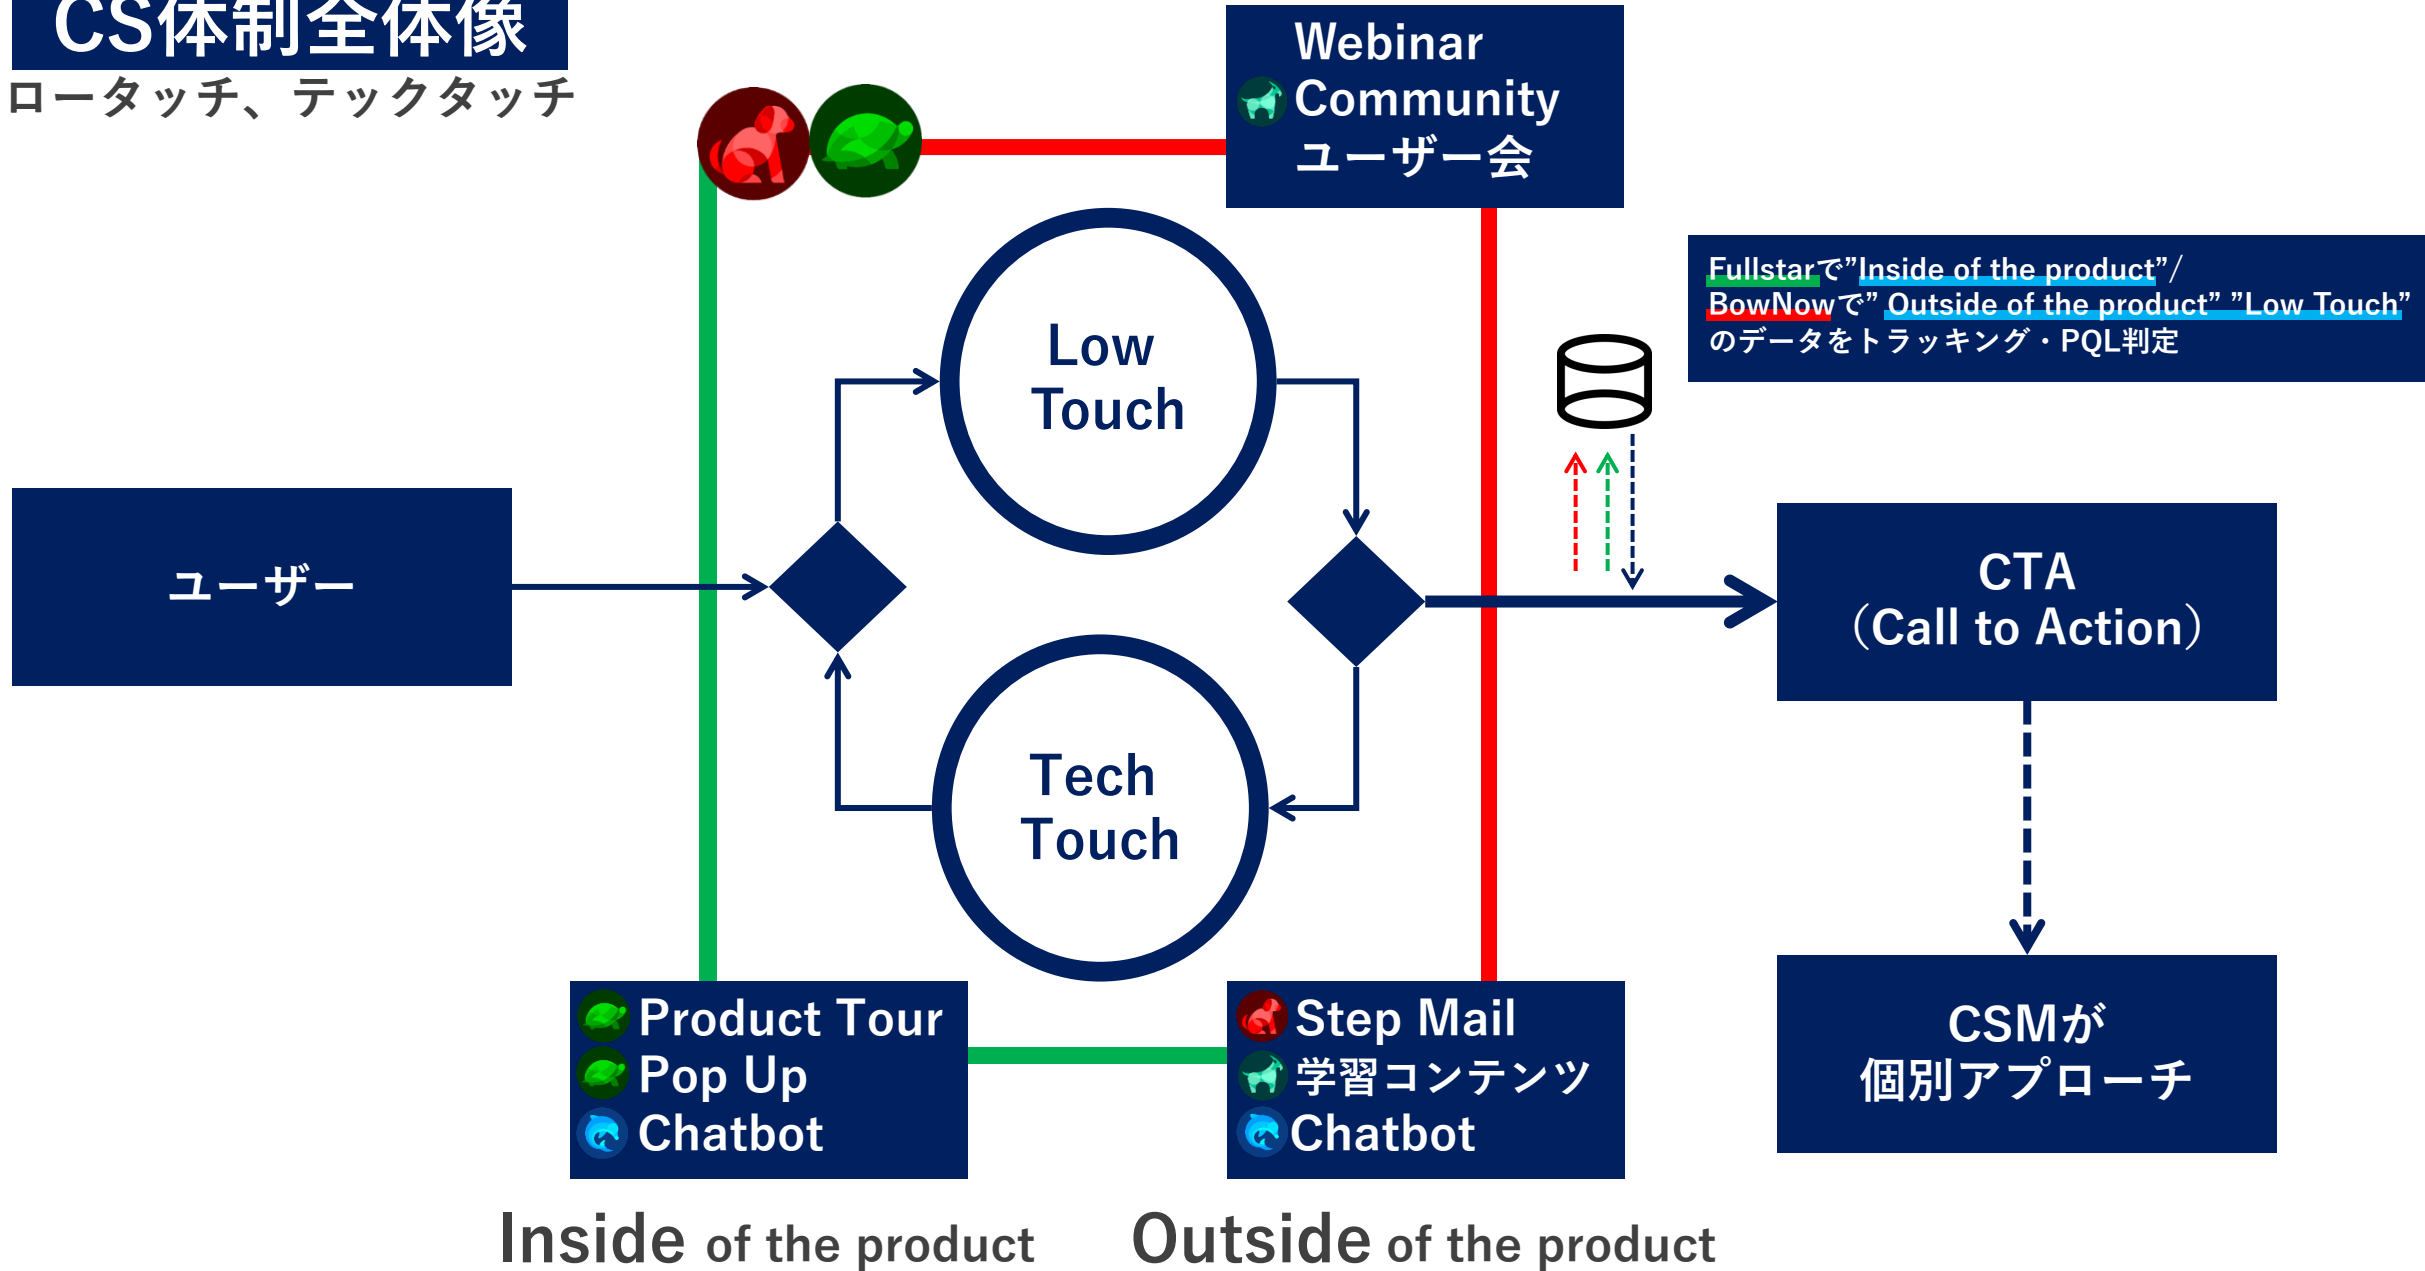 CS体制全体像
ロータッチ、テックタッチ
Webinar
Community
ユーザー会
Fullstarで”Inside of the product”/
BowNowで” Outside of the product” ”Low Touch”
のデータをトラッキング・PQL判定
Low
Touch
ユーザー
CTA
（Call to Action）
Tech
Touch
Product Tour
Pop Up
Chatbot
Step Mail
学習コンテンツ
Chatbot
CSMが
個別アプローチ
Inside of the product
Outside of the product